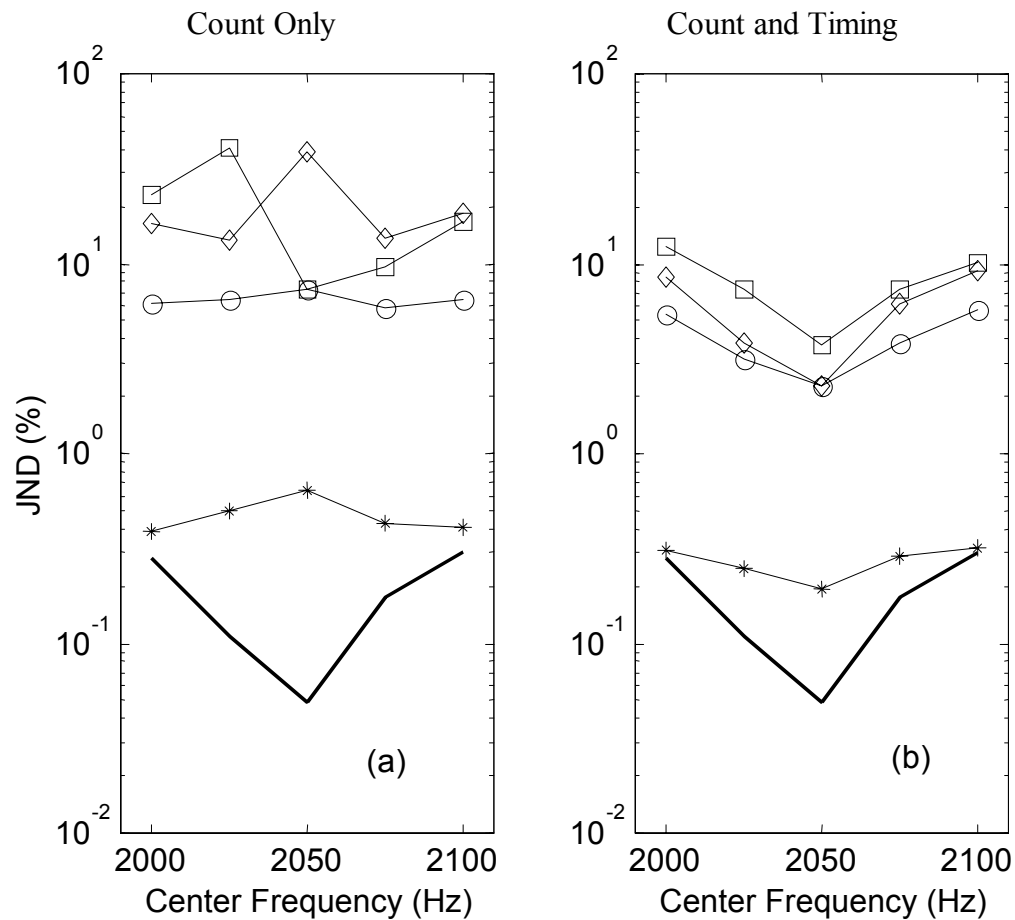 Count Only
Count and Timing
JND (%)
10²
10¹
10⁰
10⁻¹
10⁻²
2000 2050 2100
Center Frequency (Hz)
(a)
10²
10¹
10⁰
10⁻¹
10⁻²
2000 2050 2100
Center Frequency (Hz)
(b)